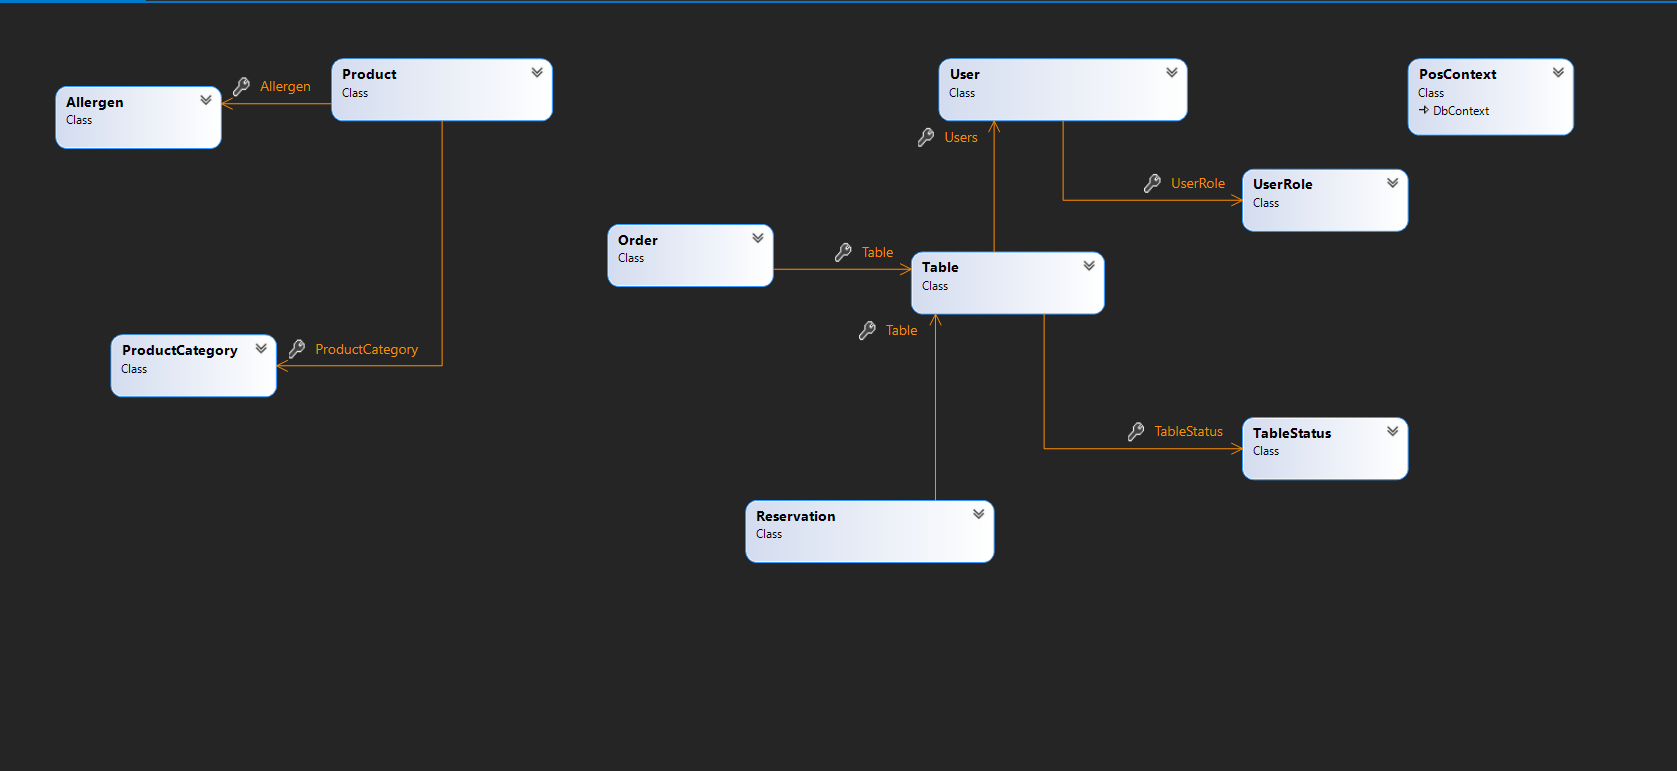 Product
Class
Allergen
Allergen
Class
User
Class
Users
PosContext
Class
DbContext
UserRole
UserRole
Class
Order
Class
Table
Table
Class
Table
ProductCategory
Class
ProductCategory
TableStatus
TableStatus
Class
Reservation
Class